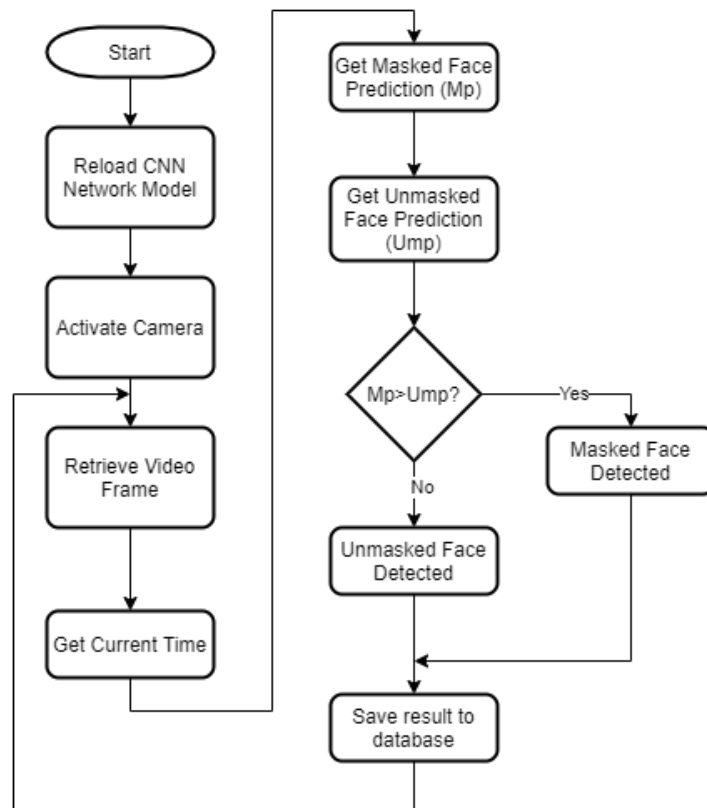 Start
Reload CNN
Network Model
Activate Camera
Retrieve Video
Frame
Get Current Time
Get Masked Face
Prediction (Mp)
Get Unmasked
Face Prediction
(Ump)
Mp>Ump?
Yes
Masked Face
Detected
No
Unmasked Face
Detected
Save result to
database